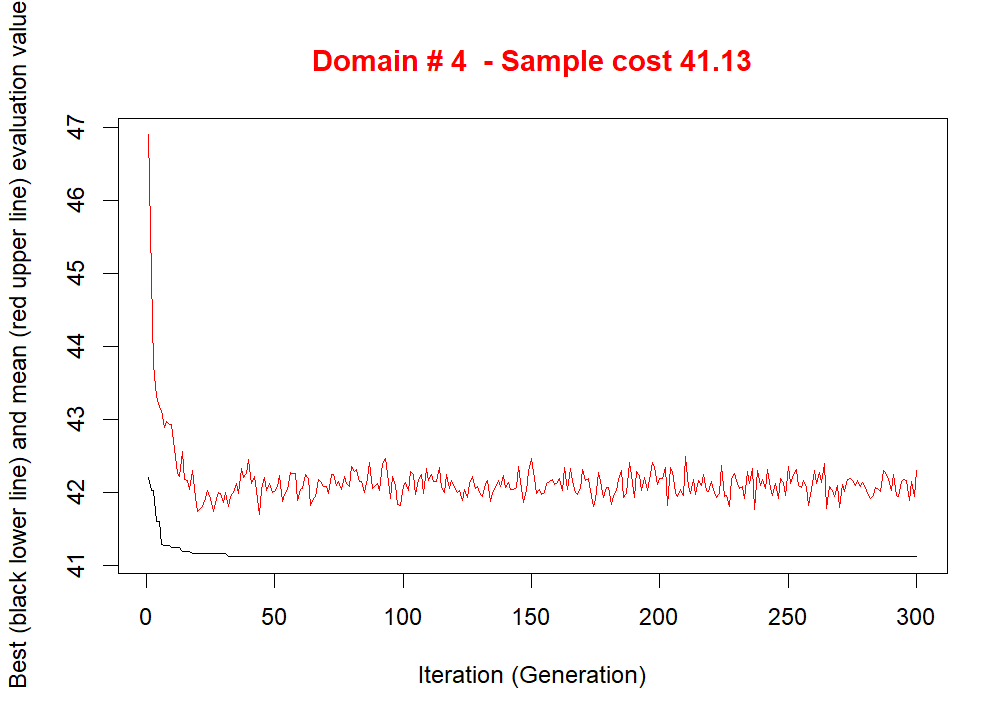 Domain # 4  - Sample cost 41.13
Best (black lower line) and mean (red upper line) evaluation value
47
46
45
44
43
42
41
0 50 100 150 200 250 300
Iteration (Generation)